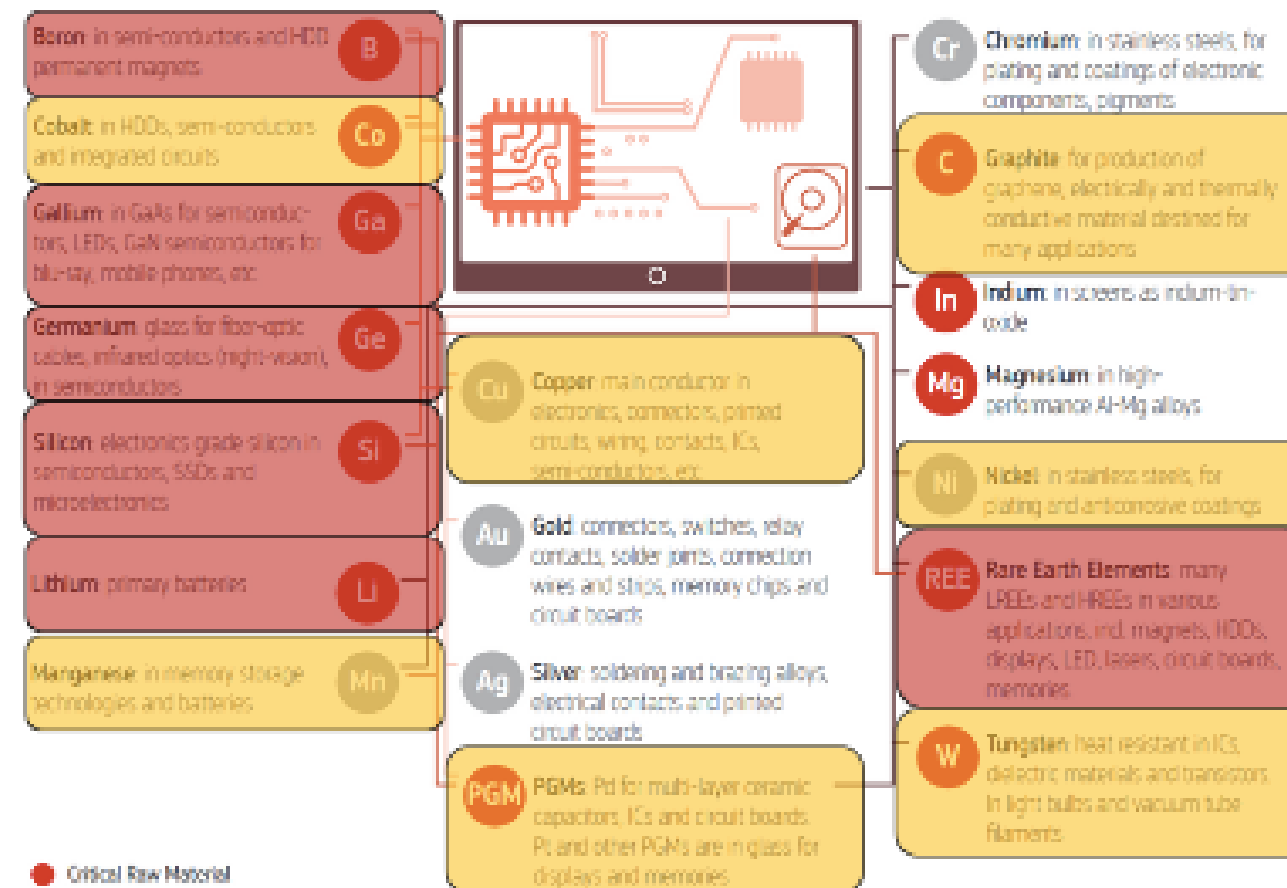 Boron: in semi-conductors and HDD
permanent magnets
B
Cobalt: in HDDs, semi-conductors
and integrated circuits
Co
Gallium: in GaAs for semiconduc-
tors, LEDs, GaN semiconductors for
blu-ray, mobile phones, etc
Ga
Germanium: glass for fiber-optic
cables, infrared optics (night-vision),
in semiconductors
Ge
Silicon: electronics grade silicon in
semiconductors, SSDs and
microelectronics
Si
Lithium: primary batteries
Li
Manganese: in memory storage
technologies and batteries
Mn
Critical Raw Material
Cu
Copper: main conductor in
electronics, connectors, printed
circuits, wiring, contacts, ICs,
semi-conductors, etc
Au
Gold: connectors, switches, relay
contacts, solder joints, connection
wires and strips, memory chips and
circuit boards
Ag
Silver: soldering and brazing alloys,
electrical contacts and printed
circuit boards
PGM
PGMs: Pd for multi-layer ceramic
capacitors, ICs and circuit boards.
Pt and other PGMs are in glass for
displays and memories
Cr
Chromium: in stainless steels, for
plating and coatings of electronic
components, pigments
C
Graphite: for production of
graphene, electrically and thermally
conductive material destined for
many applications
In
Indium: in screens as indium-tin-
oxide
Mg
Magnesium: in high-
performance Al-Mg alloys
Ni
Nickel: in stainless steels, for
plating and anticorrosive coatings
REE
Rare Earth Elements: many
LREEs and HREEs in various
applications, incl. magnets, HDDs,
displays, LED, lasers, circuit boards,
memories
W
Tungsten: heat resistant in ICs,
dielectric materials and transistors.
In light bulbs and vacuum tube
filaments